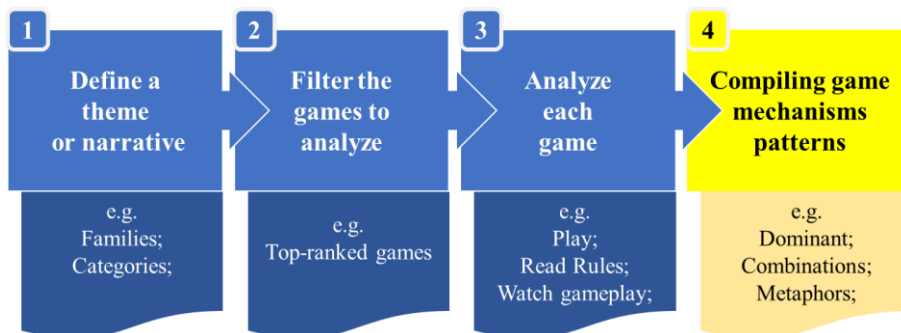 1
Define a
theme
or narrative
e.g.
Families;
Categories;
2
Filter the
games to
analyze
e.g.
Top-ranked games
3
Analyze
each
game
e.g.
Play;
Read Rules;
Watch gameplay;
4
Compiling game
mechanisms
patterns
e.g.
Dominant;
Combinations;
Metaphors;